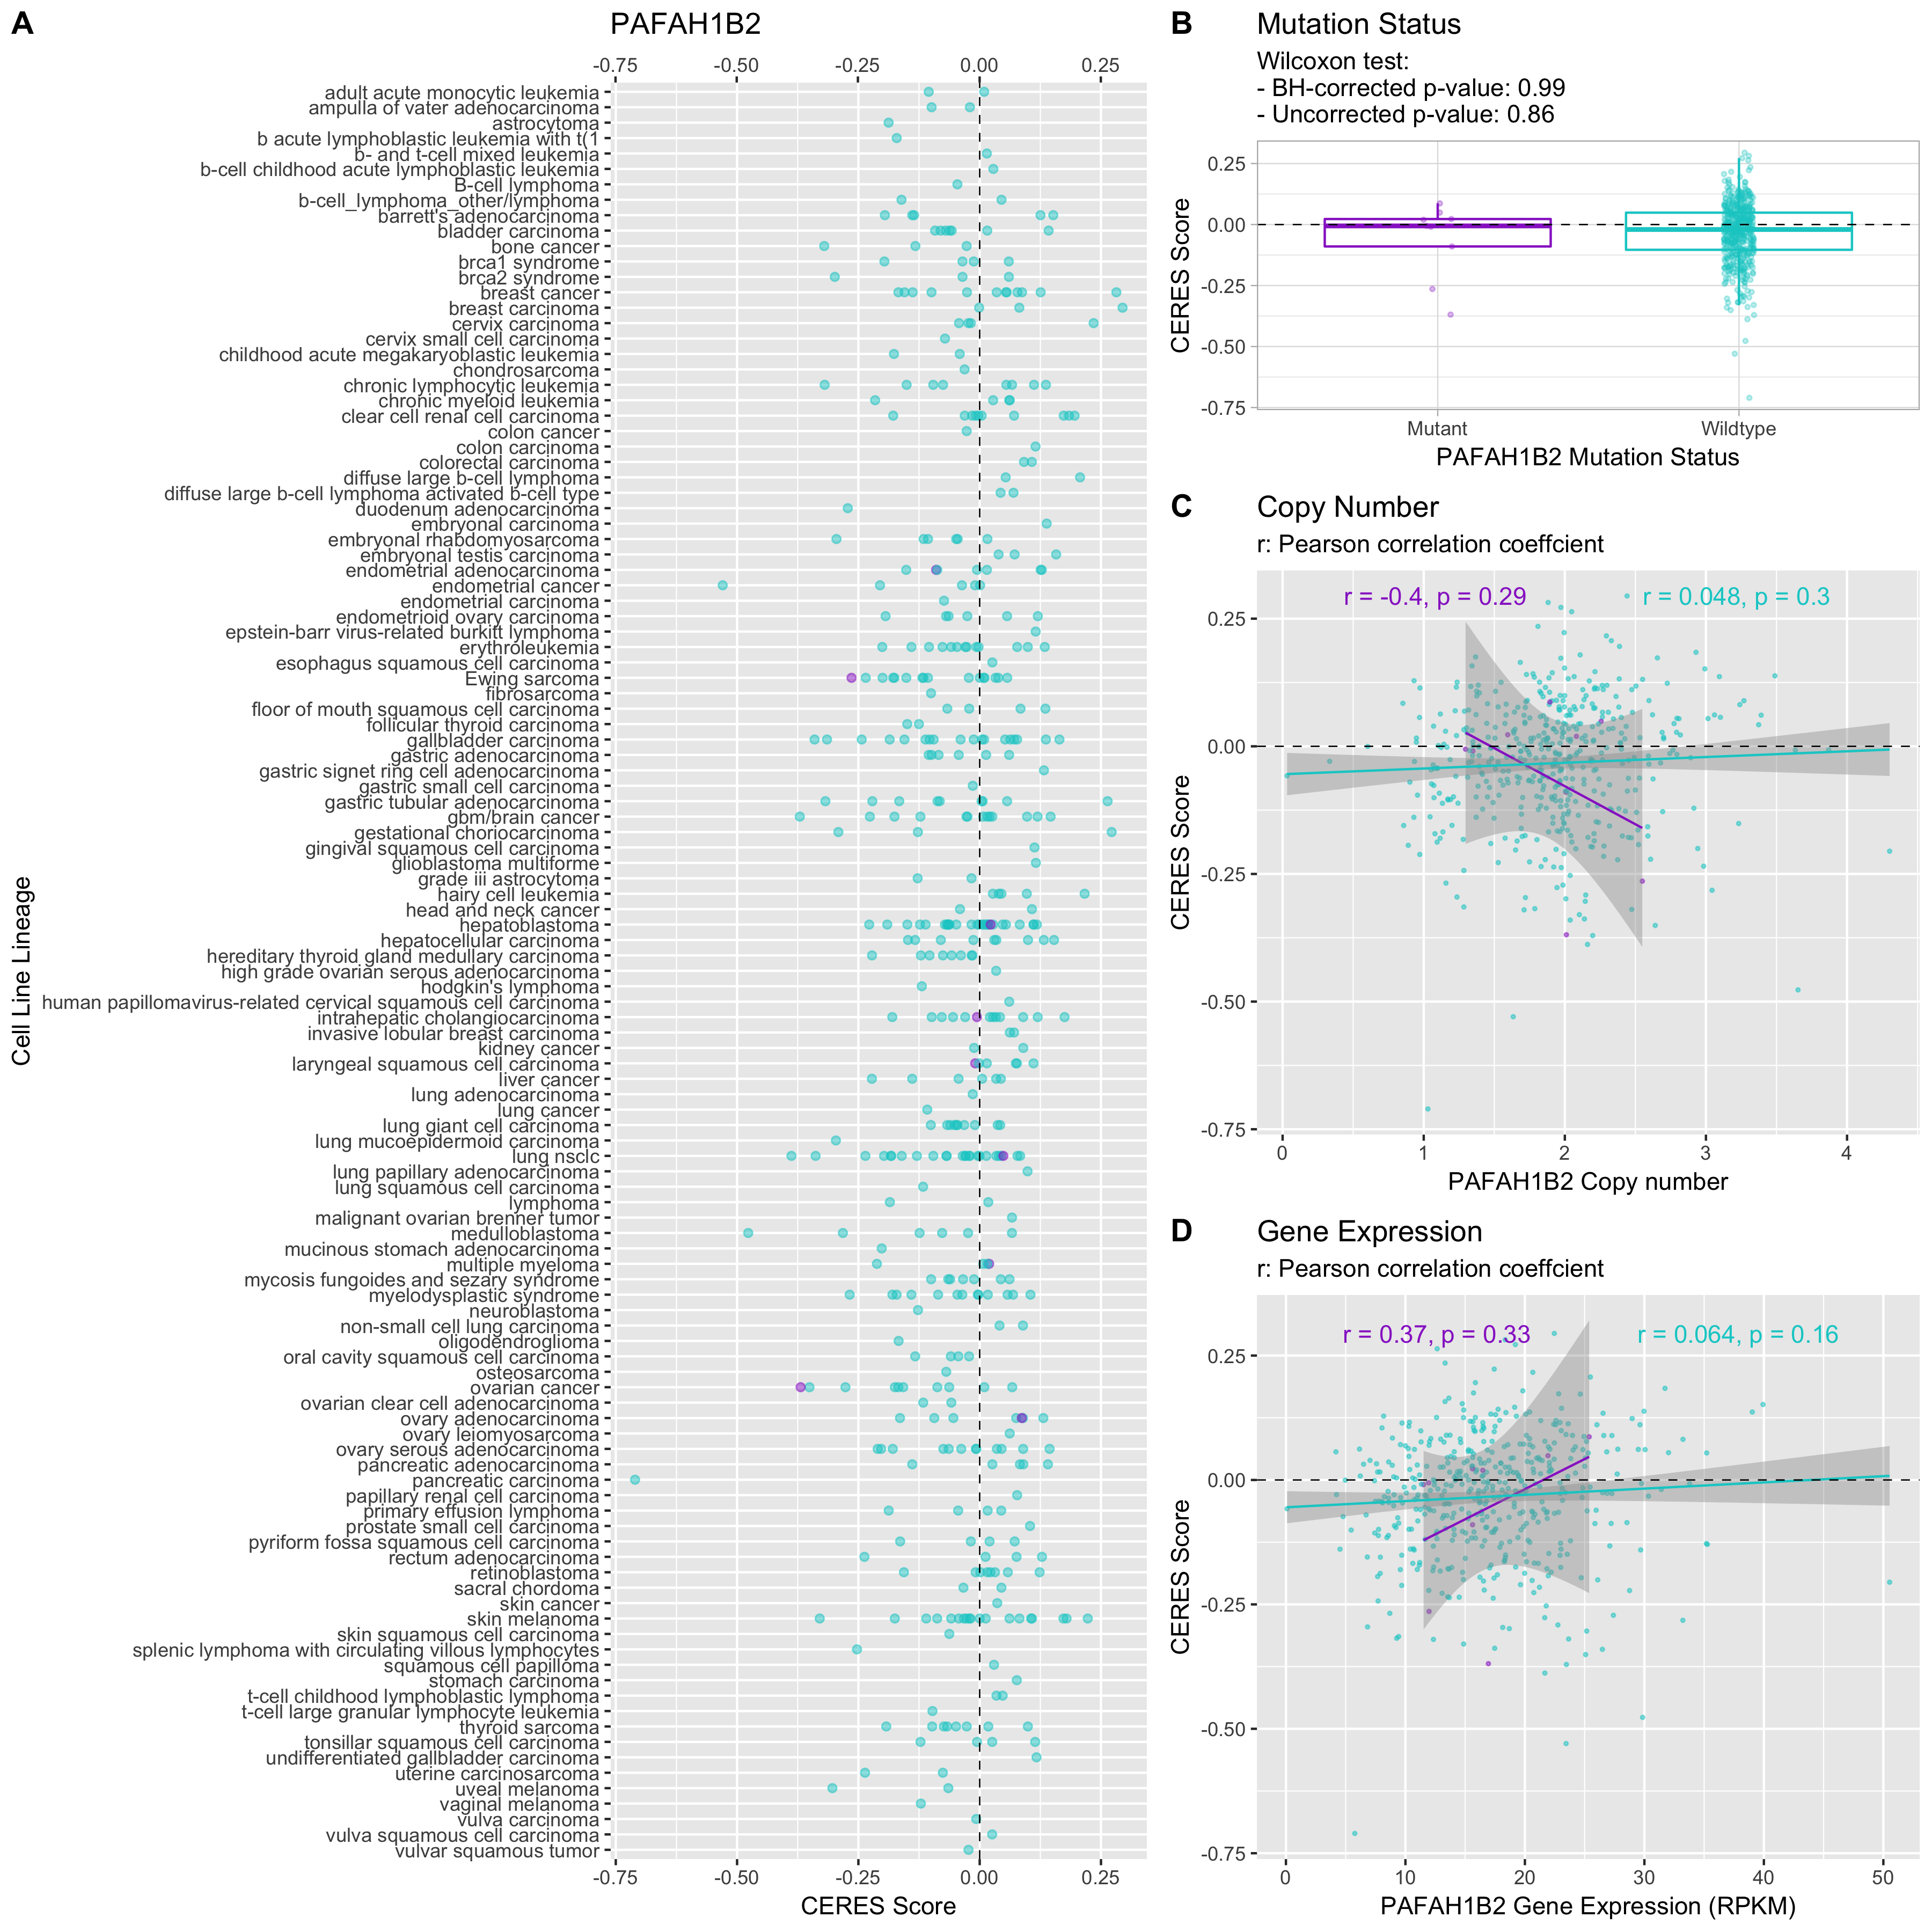 A
PAFAH1B2
-0.75 -0.50 -0.25 0.00 0.25
Cell Line Lineage
adult acute monocytic leukemia
ampulla of vater adenocarcinoma
astrocytoma
b acute lymphoblastic leukemia with t(1
b- and t-cell mixed leukemia
b-cell childhood acute lymphoblastic leukemia
B-cell lymphoma
b-cell_lymphoma_other/lymphoma
barrett's adenocarcinoma
bladder carcinoma
bone cancer
brca1 syndrome
brca2 syndrome
breast cancer
breast carcinoma
cervix carcinoma
cervix small cell carcinoma
childhood acute megakaryoblastic leukemia
chondrosarcoma
chronic lymphocytic leukemia
chronic myeloid leukemia
clear cell renal cell carcinoma
colon cancer
colon carcinoma
colorectal carcinoma
diffuse large b-cell lymphoma
diffuse large b-cell lymphoma activated b-cell type
duodenum adenocarcinoma
embryonal carcinoma
embryonal rhabdomyosarcoma
embryonal testis carcinoma
endometrial adenocarcinoma
endometrial cancer
endometrial carcinoma
endometrioid ovary carcinoma
epstein-barr virus-related burkitt lymphoma
erythroleukemia
esophagus squamous cell carcinoma
Ewing sarcoma
fibrosarcoma
floor of mouth squamous cell carcinoma
follicular thyroid carcinoma
gallbladder carcinoma
gastric adenocarcinoma
gastric signet ring cell adenocarcinoma
gastric small cell carcinoma
gastric tubular adenocarcinoma
gbm/brain cancer
gestational choriocarcinoma
gingival squamous cell carcinoma
glioblastoma multiforme
grade iii astrocytoma
hairy cell leukemia
head and neck cancer
hepatoblastoma
hepatocellular carcinoma
hereditary thyroid gland medullary carcinoma
high grade ovarian serous adenocarcinoma
hodgkin's lymphoma
human papillomavirus-related cervical squamous cell carcinoma
intrahepatic cholangiocarcinoma
invasive lobular breast carcinoma
kidney cancer
laryngeal squamous cell carcinoma
liver cancer
lung adenocarcinoma
lung cancer
lung giant cell carcinoma
lung mucoepidermoid carcinoma
lung nsclc
lung papillary adenocarcinoma
lung squamous cell carcinoma
lymphoma
malignant ovarian brenner tumor
medulloblastoma
mucinous stomach adenocarcinoma
multiple myeloma
mycosis fungoides and sezary syndrome
myelodysplastic syndrome
neuroblastoma
non-small cell lung carcinoma
oligodendroglioma
oral cavity squamous cell carcinoma
osteosarcoma
ovarian cancer
ovarian clear cell adenocarcinoma
ovary adenocarcinoma
ovary leiomyosarcoma
ovary serous adenocarcinoma
pancreatic adenocarcinoma
pancreatic carcinoma
papillary renal cell carcinoma
primary effusion lymphoma
prostate small cell carcinoma
pyriform fossa squamous cell carcinoma
rectum adenocarcinoma
retinoblastoma
sacral chordoma
skin cancer
skin melanoma
skin squamous cell carcinoma
splenic lymphoma with circulating villous lymphocytes
squamous cell papilloma
stomach carcinoma
t-cell childhood lymphoblastic lymphoma
t-cell large granular lymphocyte leukemia
thyroid sarcoma
tonsillar squamous cell carcinoma
undifferentiated gallbladder carcinoma
uterine carcinosarcoma
uveal melanoma
vaginal melanoma
vulva carcinoma
vulva squamous cell carcinoma
vulvar squamous tumor
-0.75 -0.50 -0.25 0.00 0.25
CERES Score
B
Mutation Status
Wilcoxon test:
- BH-corrected p-value: 0.99
- Uncorrected p-value: 0.86
CERES Score
0.25
0.00
-0.25
-0.50
-0.75
Mutant Wildtype
PAFAH1B2 Mutation Status
C
Copy Number
r: Pearson correlation coeffcient
r = -0.4, p = 0.29 r = 0.048, p = 0.3
CERES Score
0.25
0.00
-0.25
-0.50
-0.75
0 1 2 3 4
PAFAH1B2 Copy number
D
Gene Expression
r: Pearson correlation coeffcient
r = 0.37, p = 0.33 r = 0.064, p = 0.16
CERES Score
0.25
0.00
-0.25
-0.50
-0.75
0 10 20 30 40 50
PAFAH1B2 Gene Expression (RPKM)